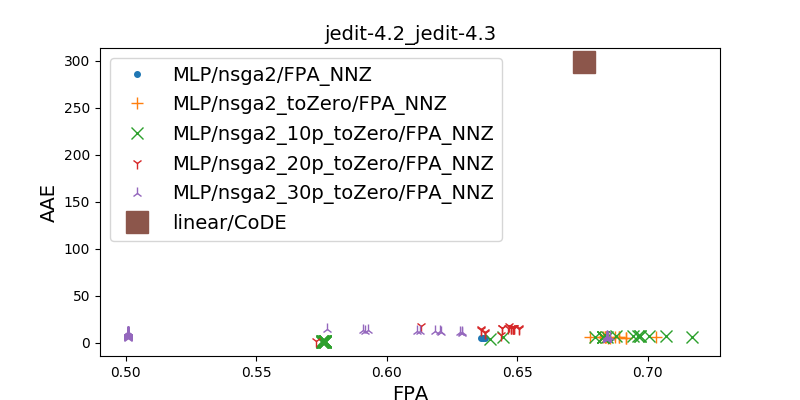 jedit-4.2_jedit-4.3
300
250
200
150
100
50
0
AAE
MLP/nsga2/FPA_NNZ
MLP/nsga2_toZero/FPA_NNZ
MLP/nsga2_10p_toZero/FPA_NNZ
MLP/nsga2_20p_toZero/FPA_NNZ
MLP/nsga2_30p_toZero/FPA_NNZ
linear/CoDE
0.50 0.55 0.60 0.65 0.70
FPA